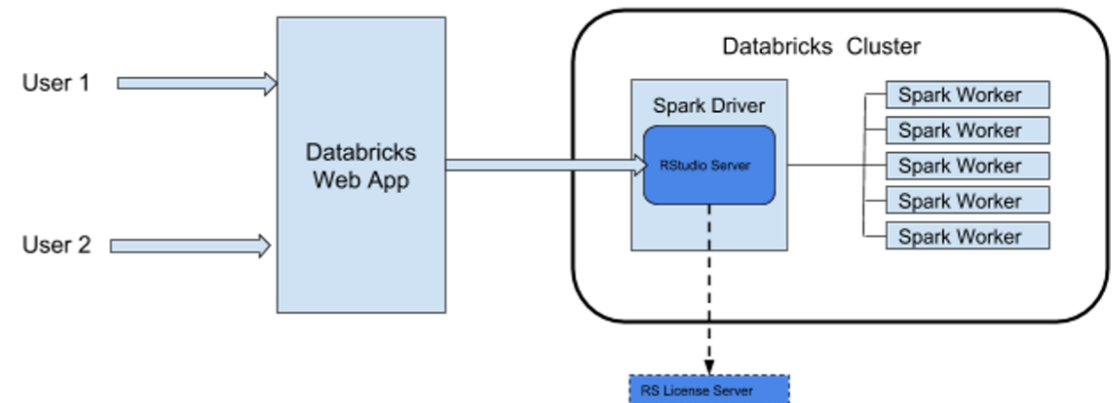 User 1
User 2
Databricks
Web App
Databricks Cluster
Spark Driver
RStudio Server
Spark Worker
Spark Worker
Spark Worker
Spark Worker
Spark Worker
RS License Server